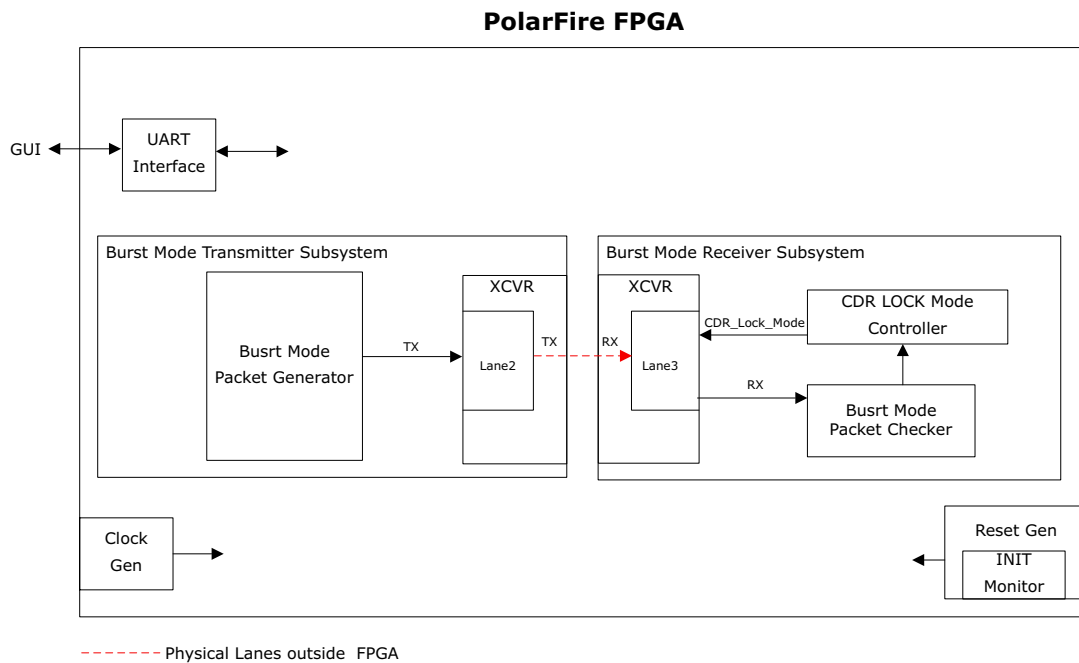 PolarFire FPGA
GUI
UART
Interface
Burst Mode Transmitter Subsystem
Busrt Mode
Packet Generator
TX
XCVR
Lane2
TX
Burst Mode Receiver Subsystem
XCVR
RX
Lane3
CDR_Lock_Mode
CDR LOCK Mode
Controller
RX
Busrt Mode
Packet Checker
Clock
Gen
Reset Gen
INIT
Monitor
Physical Lanes outside FPGA